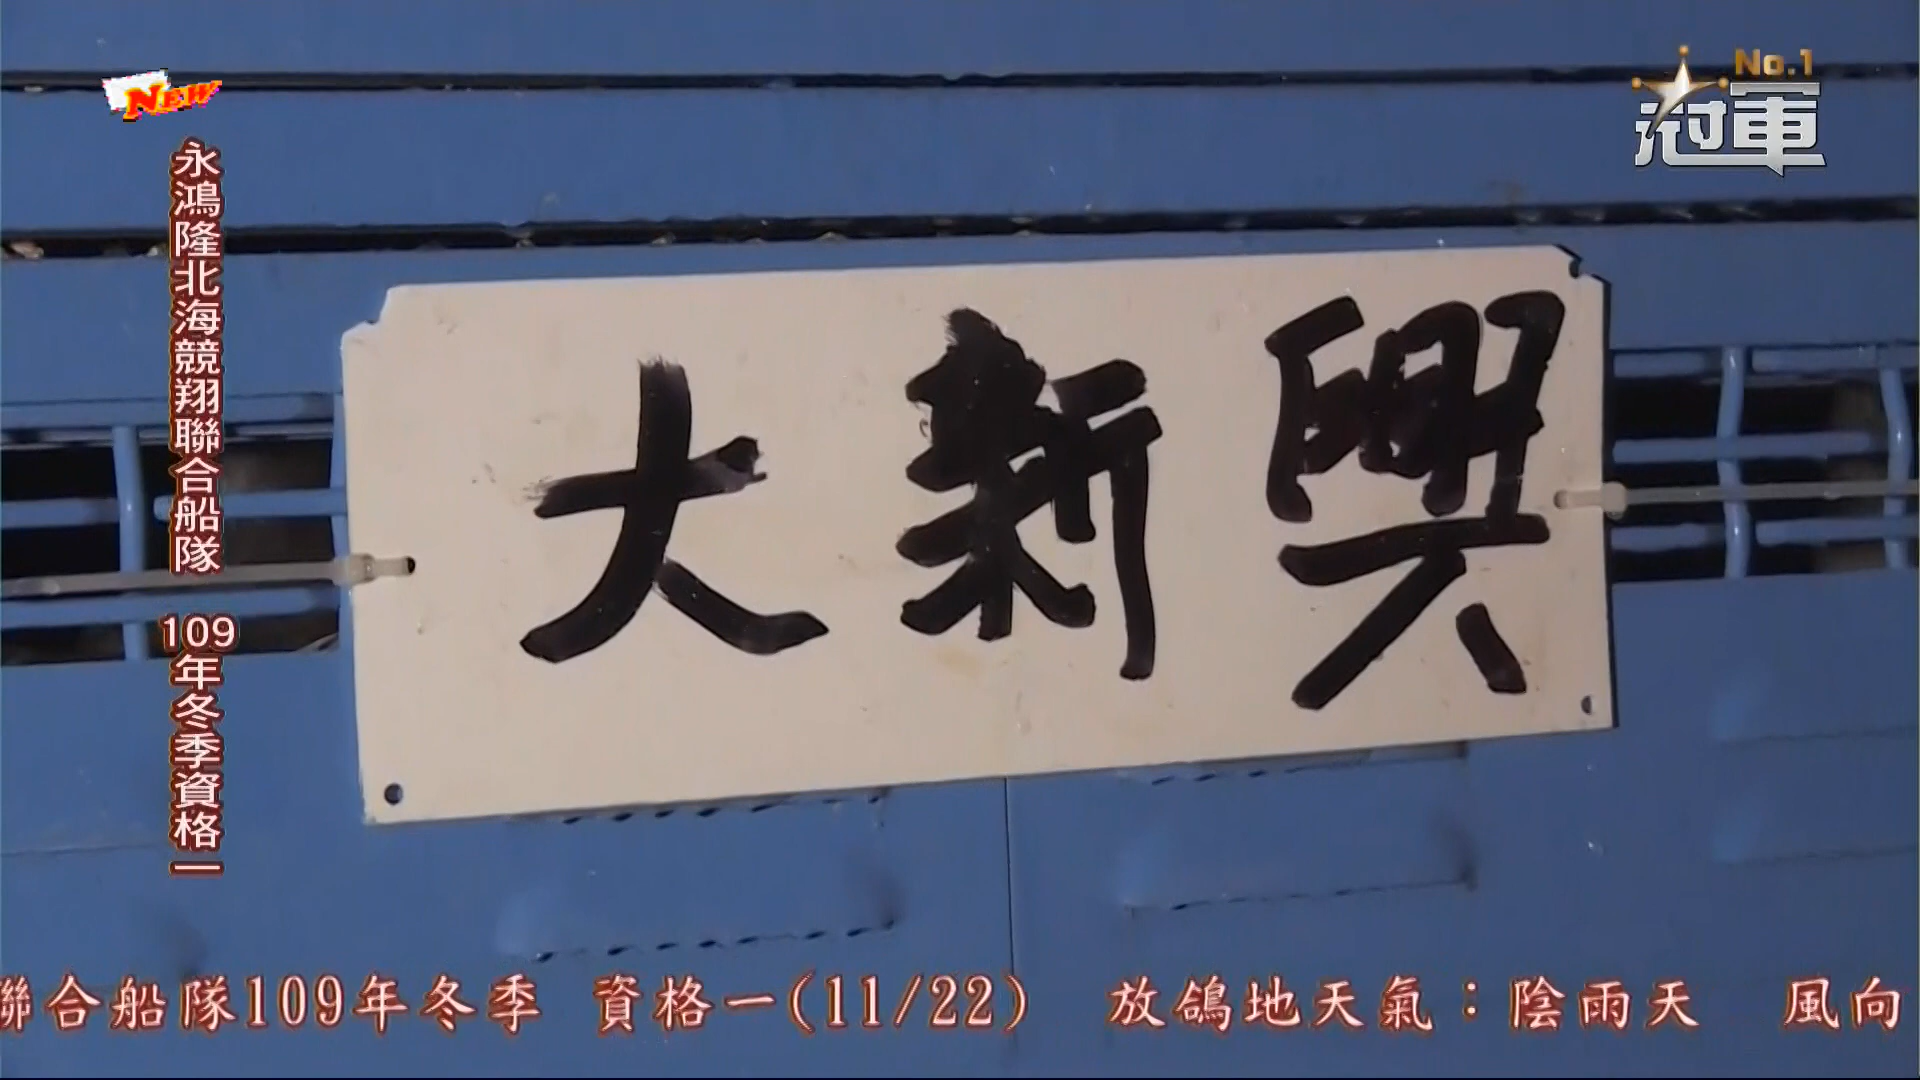 NEW
No.1
冠軍
永鴻隆北海競翔聯合船隊 109年冬季資格一
大新興
聯合船隊109年冬季 資格一(11/22) 放鴿地天氣：陰雨天 風向